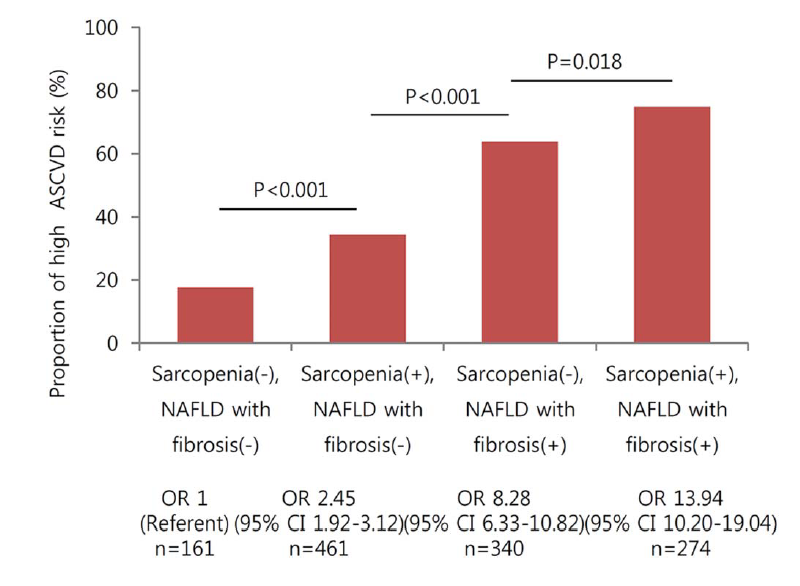 Proportion of high ASCVD risk (%)
100
80
60
40
20
0
P<0.001
P<0.001
P=0.018
Sarcopenia(-),
NAFLD with
fibrosis(-)
Sarcopenia(+),
NAFLD with
fibrosis(-)
Sarcopenia(-),
NAFLD with
fibrosis(+)
Sarcopenia(+),
NAFLD with
fibrosis(+)
OR 1
(Referent)
n=161
OR 2.45
(95% CI 1.92-3.12)
n=461
OR 8.28
(95% CI 6.33-10.82)
n=340
OR 13.94
(95% CI 10.20-19.04)
n=274